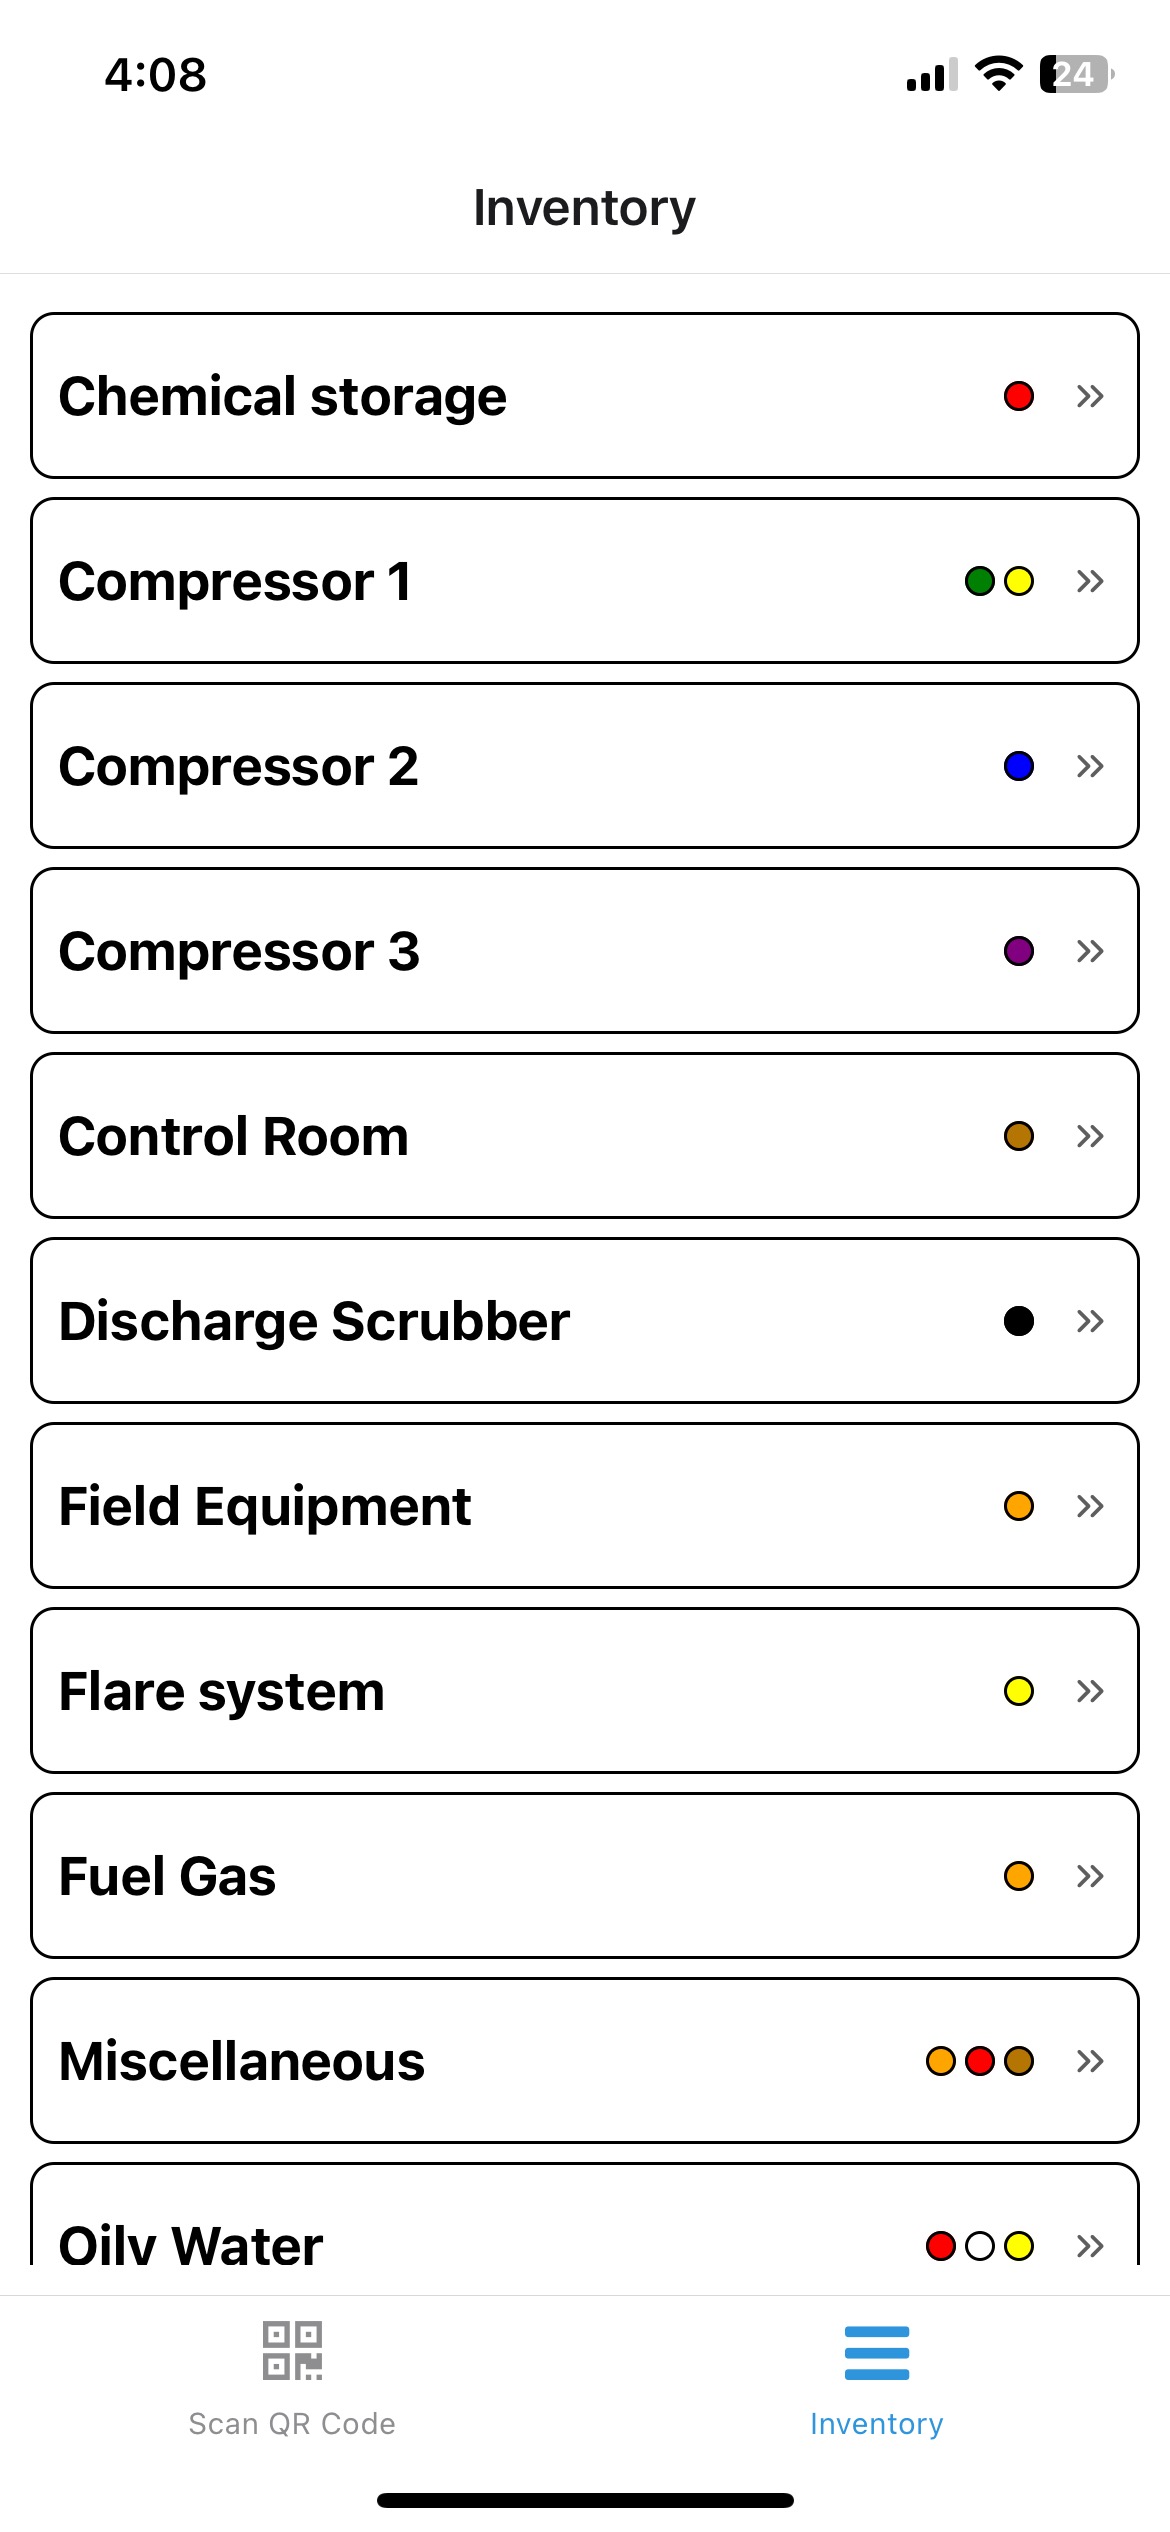 4:08
24
Inventory
Chemical storage
Compressor 1
Compressor 2
Compressor 3
Control Room
Discharge Scrubber
Field Equipment
Flare system
Fuel Gas
Miscellaneous
Oily Water
Scan QR Code
Inventory